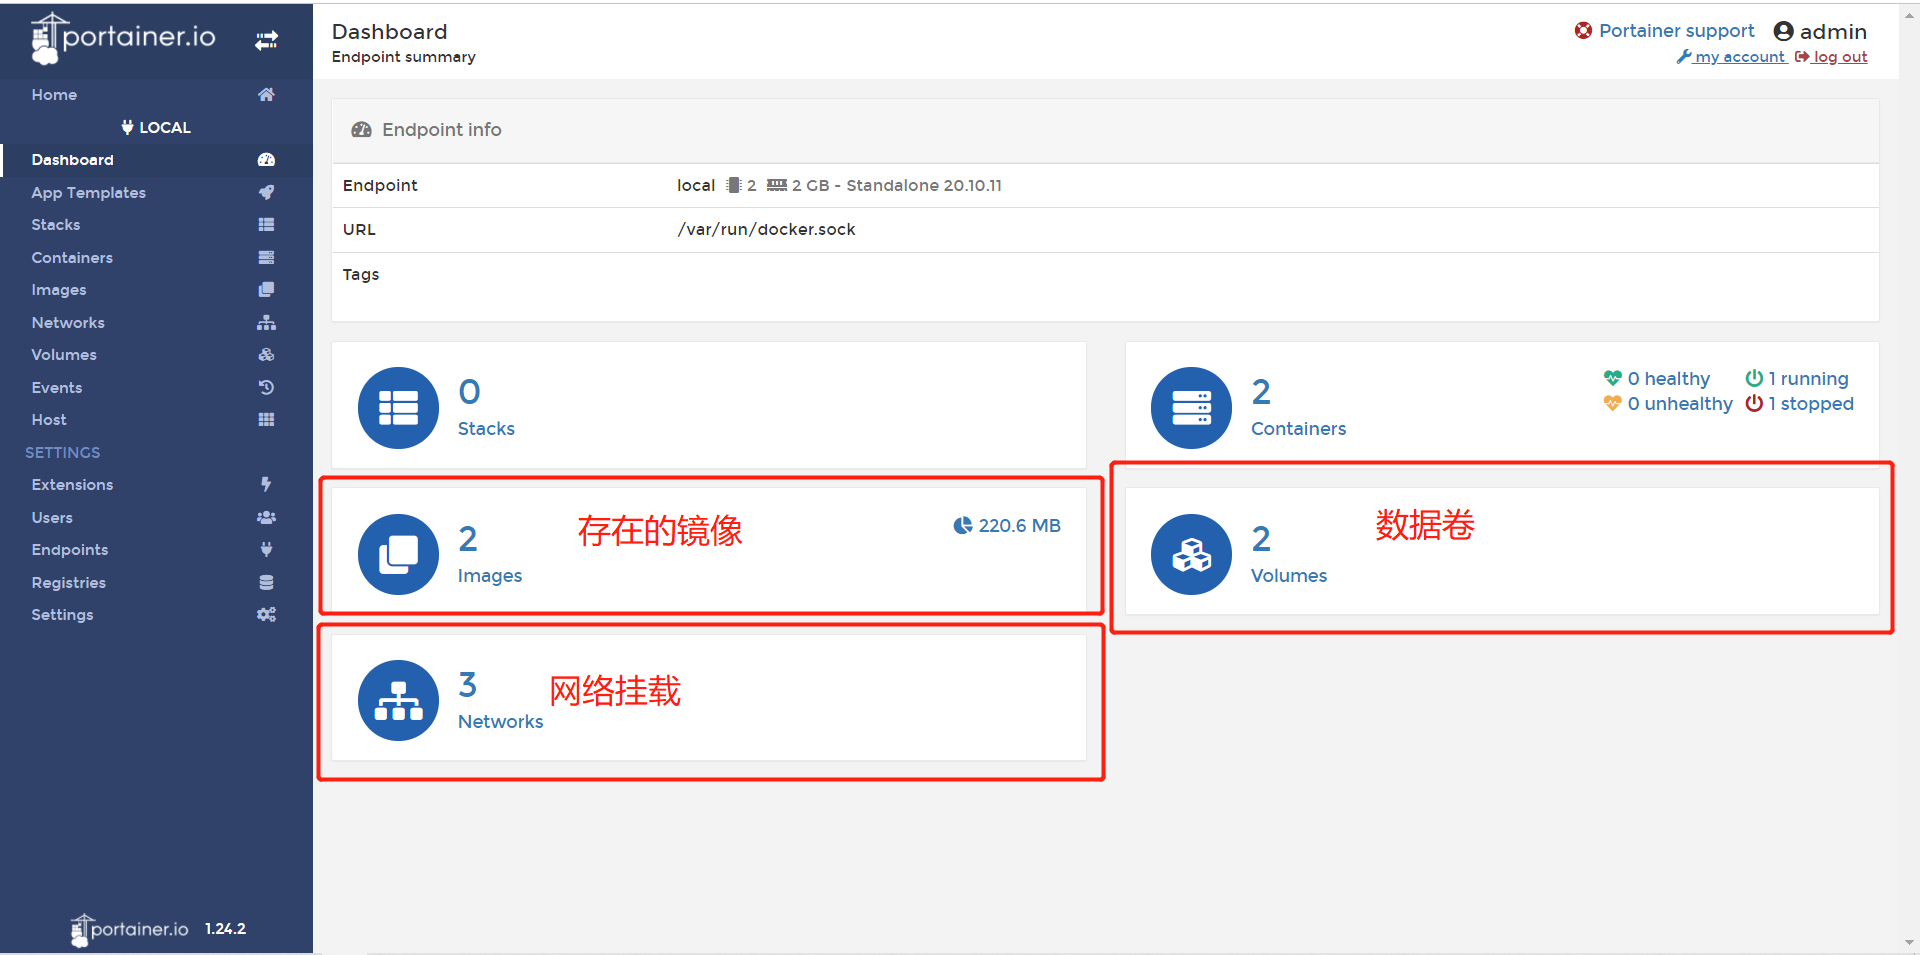 portainer.io
Home
LOCAL
Dashboard
App Templates
Stacks
Containers
Images
Networks
Volumes
Events
Host
SETTINGS
Extensions
Users
Endpoints
Registries
Settings
portainer.io 1.24.2
Dashboard
Endpoint summary
Portainer support admin
my account log out
Endpoint info
Endpoint local 2 2 GB - Standalone 20.10.11
URL /var/run/docker.sock
Tags
0
Stacks
2
Containers
0 healthy 1 running
0 unhealthy 1 stopped
2
Images
存在的镜像
220.6 MB
2
Volumes
数据卷
3
Networks
网络挂载